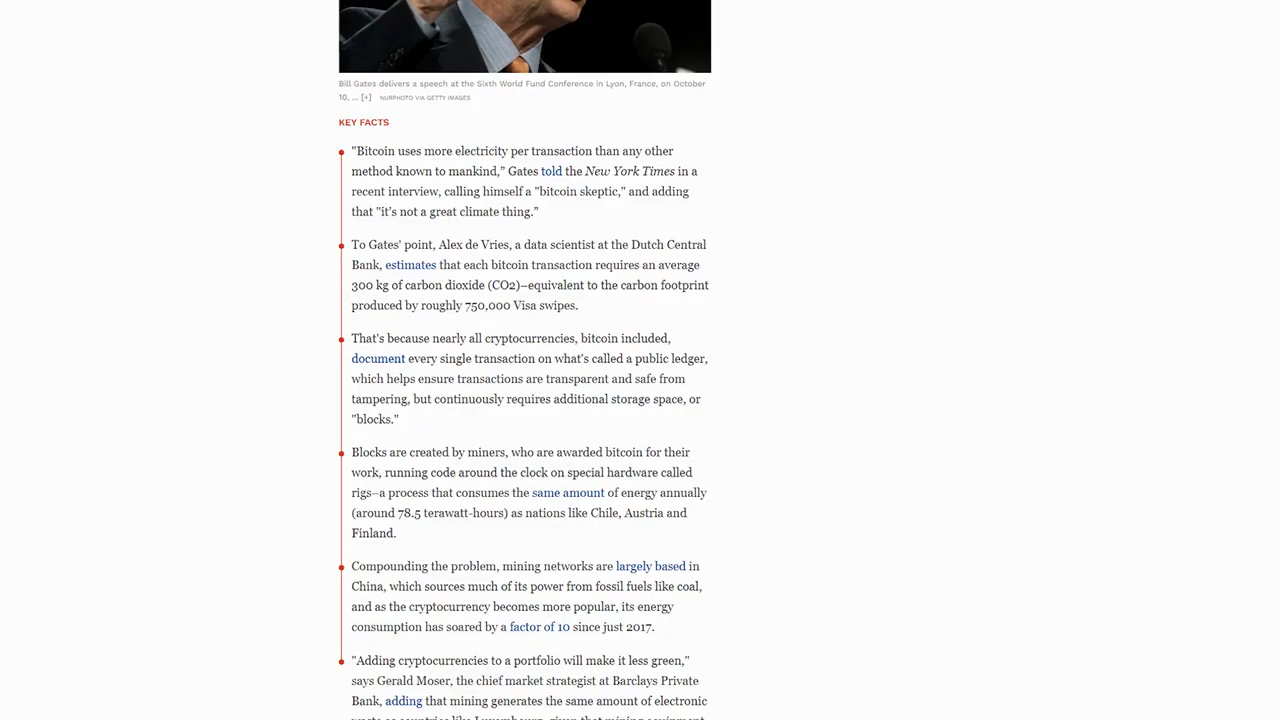 Bill Gates delivers a speech at the Sixth World Fund Conference in Lyon, France, on October
10, ... [+] NURPHOTO VIA GETTY IMAGES
KEY FACTS
"Bitcoin uses more electricity per transaction than any other
method known to mankind,” Gates told the New York Times in a
recent interview, calling himself a "bitcoin skeptic," and adding
that "it’s not a great climate thing.”
To Gates' point, Alex de Vries, a data scientist at the Dutch Central
Bank, estimates that each bitcoin transaction requires an average
300 kg of carbon dioxide (CO2)–equivalent to the carbon footprint
produced by roughly 750,000 Visa swipes.
That's because nearly all cryptocurrencies, bitcoin included,
document every single transaction on what's called a public ledger,
which helps ensure transactions are transparent and safe from
tampering, but continuously requires additional storage space, or
"blocks."
Blocks are created by miners, who are awarded bitcoin for their
work, running code around the clock on special hardware called
rigs–a process that consumes the same amount of energy annually
(around 78.5 terawatt-hours) as nations like Chile, Austria and
Finland.
Compounding the problem, mining networks are largely based in
China, which sources much of its power from fossil fuels like coal,
and as the cryptocurrency becomes more popular, its energy
consumption has soared by a factor of 10 since just 2017.
"Adding cryptocurrencies to a portfolio will make it less green,"
says Gerald Moser, the chief market strategist at Barclays Private
Bank, adding that mining generates the same amount of electronic
waste as countries like Luxembourg, given that mining equipment